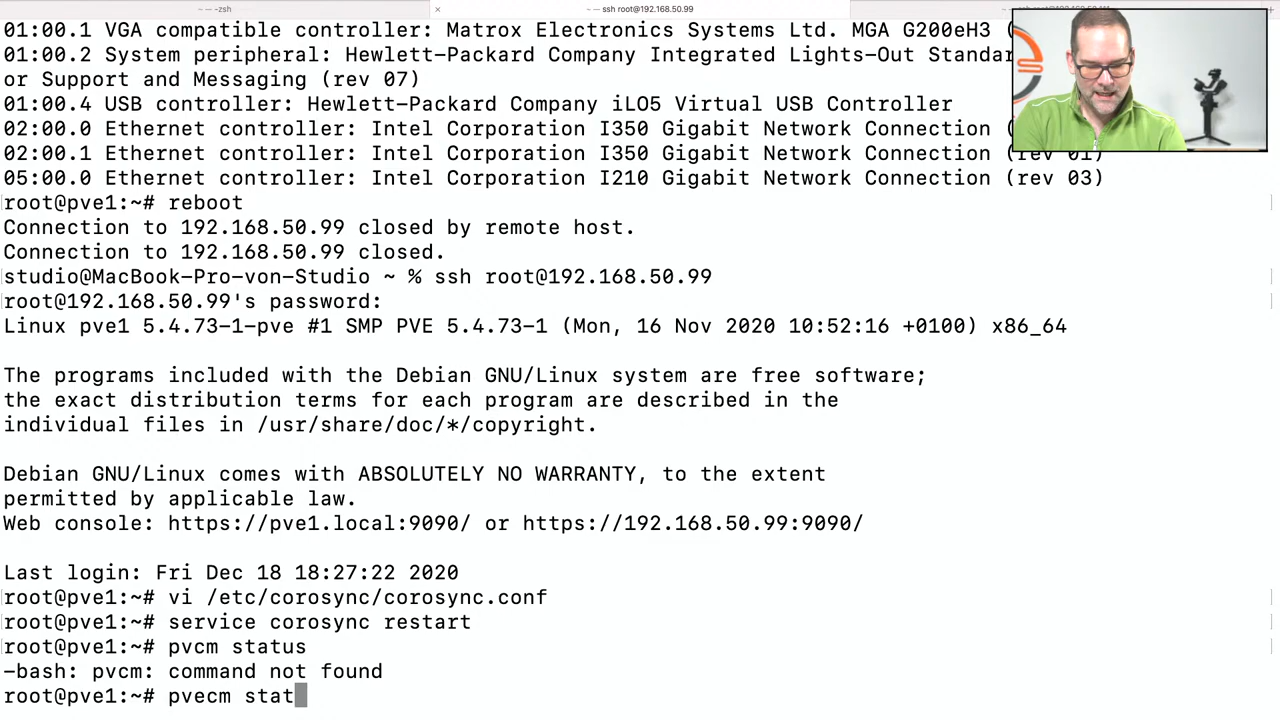 ~ — -zsh
~ — ssh root@192.168.50.99
01:00.1 VGA compatible controller: Matrox Electronics Systems Ltd. MGA G200eH3 (
01:00.2 System peripheral: Hewlett-Packard Company Integrated Lights-Out Standar
or Support and Messaging (rev 07)
01:00.4 USB controller: Hewlett-Packard Company iLO5 Virtual USB Controller
02:00.0 Ethernet controller: Intel Corporation I350 Gigabit Network Connection (
02:00.1 Ethernet controller: Intel Corporation I350 Gigabit Network Connection (rev 01)
05:00.0 Ethernet controller: Intel Corporation I210 Gigabit Network Connection (rev 03)
root@pve1:~# reboot
Connection to 192.168.50.99 closed by remote host.
Connection to 192.168.50.99 closed.
studio@MacBook-Pro-von-Studio ~ % ssh root@192.168.50.99
root@192.168.50.99's password:
Linux pve1 5.4.73-1-pve #1 SMP PVE 5.4.73-1 (Mon, 16 Nov 2020 10:52:16 +0100) x86_64
The programs included with the Debian GNU/Linux system are free software;
the exact distribution terms for each program are described in the
individual files in /usr/share/doc/*/copyright.
Debian GNU/Linux comes with ABSOLUTELY NO WARRANTY, to the extent
permitted by applicable law.
Web console: https://pve1.local:9090/ or https://192.168.50.99:9090/
Last login: Fri Dec 18 18:27:22 2020
root@pve1:~# vi /etc/corosync/corosync.conf
root@pve1:~# service corosync restart
root@pve1:~# pvcm status
-bash: pvcm: command not found
root@pve1:~# pvecm stat